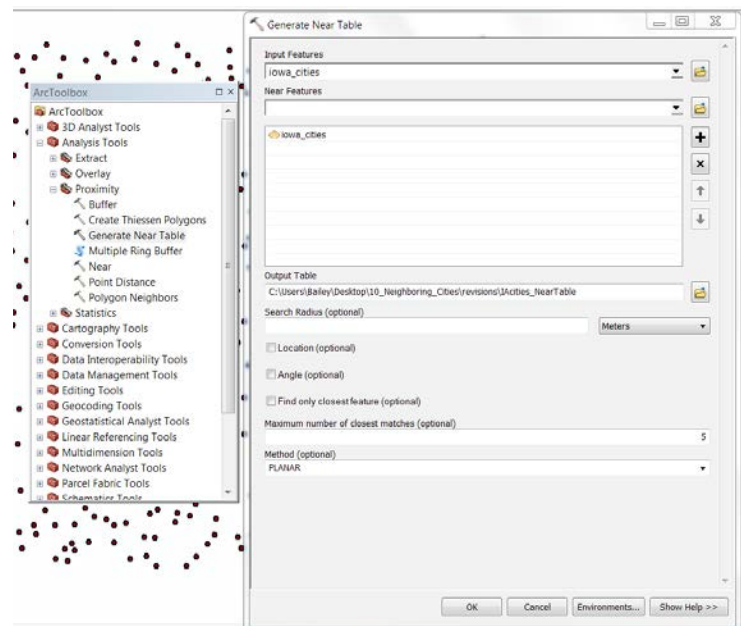 Generate Near Table
Input Features
iowa_cities
Near Features
iowa_cities
Output Table
C:\Users\Bailey\Desktop\10_Neighboring_Cities\revisions\IAcities_NearTable
Search Radius (optional)
Meters
Location (optional)
Angle (optional)
Find only closest feature (optional)
Maximum number of closest matches (optional)
5
Method (optional)
PLANAR
OK
Cancel
Environments...
Show Help >>
ArcToolbox
ArcToolbox
3D Analyst Tools
Analysis Tools
Extract
Overlay
Proximity
Buffer
Create Thiessen Polygons
Generate Near Table
Multiple Ring Buffer
Near
Point Distance
Polygon Neighbors
Statistics
Cartography Tools
Conversion Tools
Data Interoperability Tools
Data Management Tools
Editing Tools
Geocoding Tools
Geostatistical Analyst Tools
Linear Referencing Tools
Multidimension Tools
Network Analyst Tools
Parcel Fabric Tools
Schematics Tools